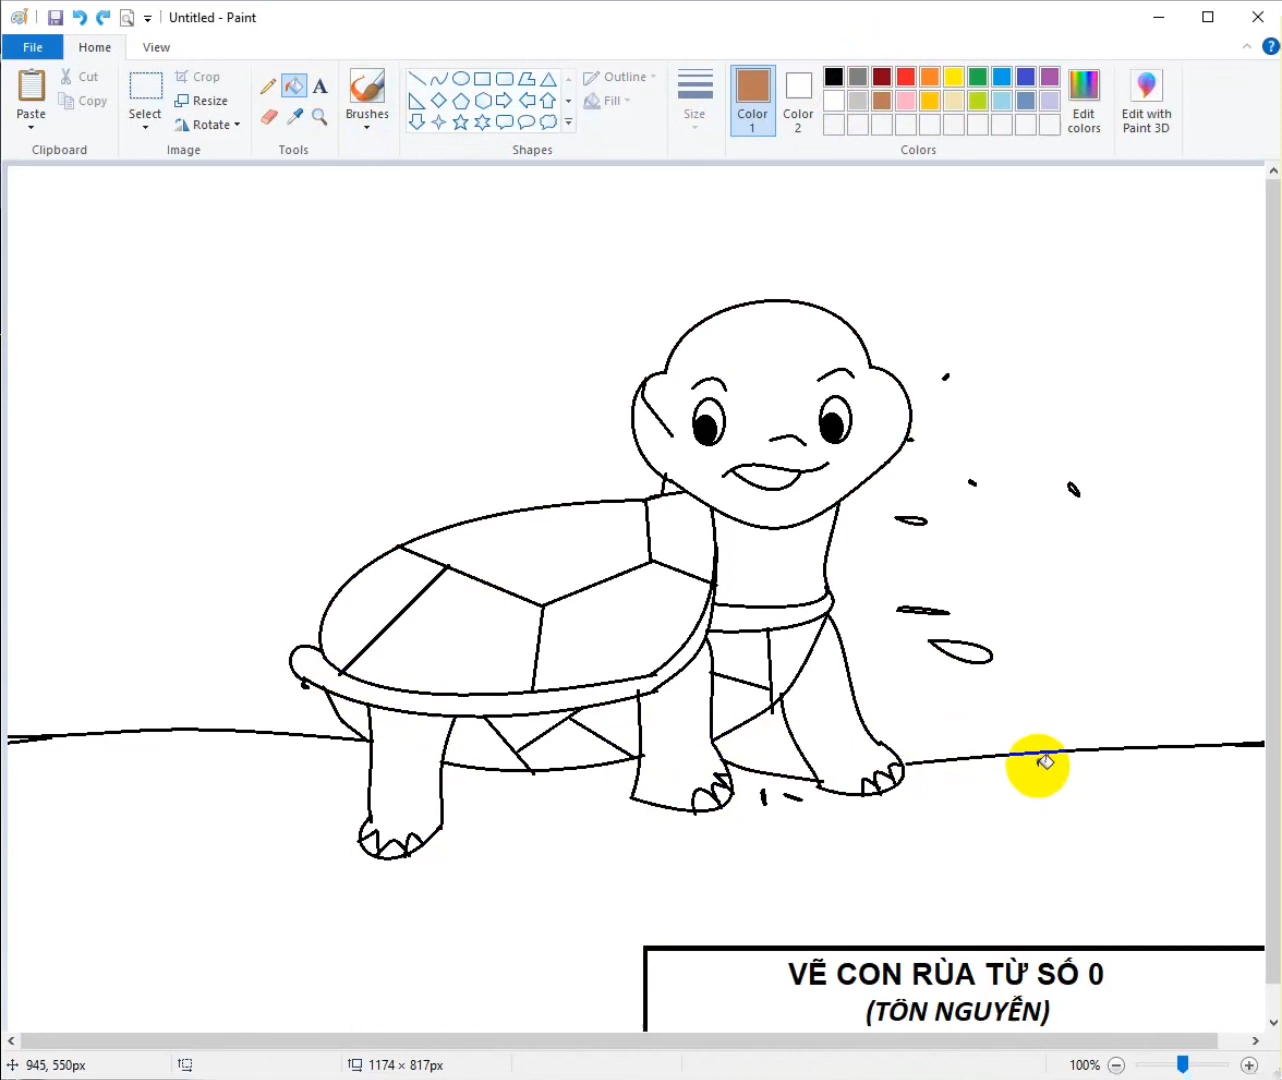 Untitled - Paint
File Home View
Paste
Cut
Copy
Clipboard
Select
Crop
Resize
Rotate
Image
A
Tools
Brushes
Shapes
Outline
Fill
Size
Color 1
Color 2
Colors
Edit colors
Edit with Paint 3D
?
VẼ CON RÙA TỪ SỐ 0
(TÔN NGUYỄN)
945, 550px
1174 × 817px
100%